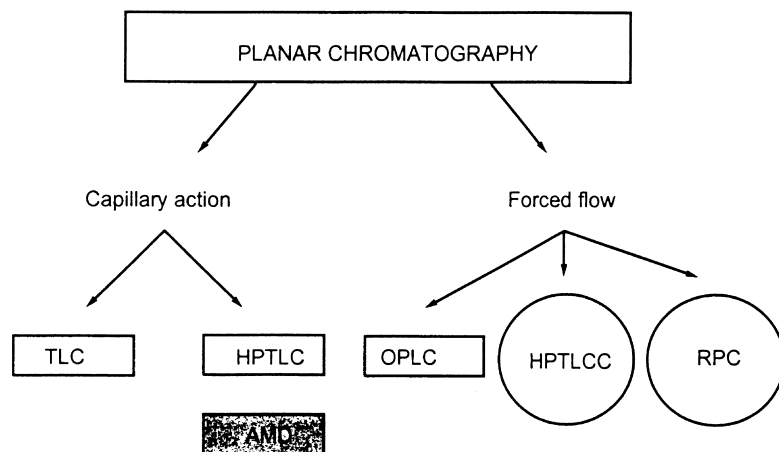 PLANAR CHROMATOGRAPHY
Capillary action
Forced flow
TLC
HPTLC
OPLC
HPTLCC
RPC
AMD